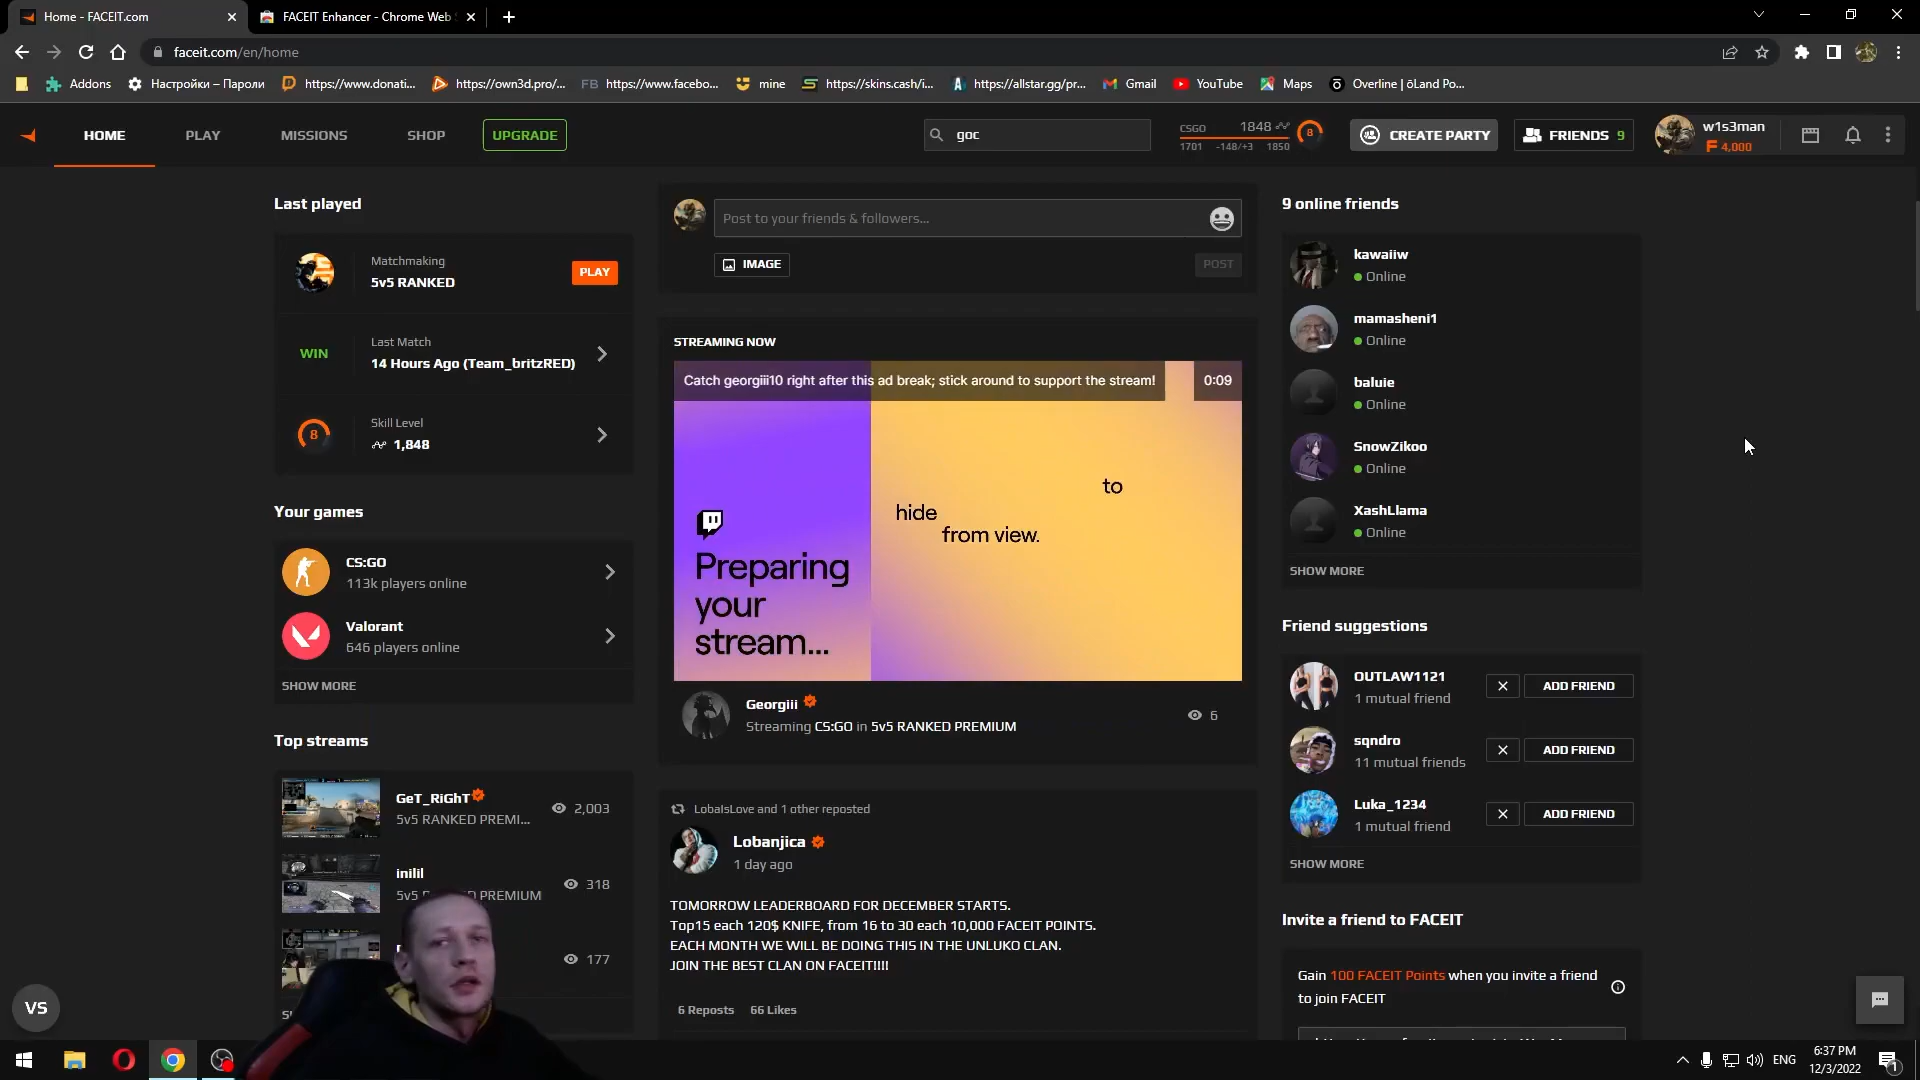 Home - FACEIT.com
FACEIT Enhancer - Chrome Web
faceit.com/en/home
Addons
Настройки – Пароли
https://www.donati...
https://own3d.pro/...
FB
https://www.facebo...
mine
https://skins.cash/i...
https://allstar.gg/pr...
Gmail
YouTube
Maps
Overline | ōLand Po...
HOME
PLAY
MISSIONS
SHOP
UPGRADE
goc
CSGO 1848
1701 -148/+3 1850
8
CREATE PARTY
FRIENDS 9
w1s3man
4,000
Last played
Matchmaking
5v5 RANKED
PLAY
WIN
Last Match
14 Hours Ago (Team_britzRED)
8
Skill Level
1,848
Your games
CS:GO
113k players online
Valorant
646 players online
SHOW MORE
Top streams
GeT_RiGhT
5v5 RANKED PREMI...
2,003
inilil
318
177
VS
Post to your friends & followers...
IMAGE
POST
STREAMING NOW
Catch georgiii10 right after this ad break; stick around to support the stream!
0:09
to
hide
from view.
Preparing
your
stream...
Georgiii
Streaming CS:GO in 5v5 RANKED PREMIUM
6
LobaIsLove and 1 other reposted
Lobanjica
1 day ago
TOMORROW LEADERBOARD FOR DECEMBER STARTS.
Top15 each 120$ KNIFE, from 16 to 30 each 10,000 FACEIT POINTS.
EACH MONTH WE WILL BE DOING THIS IN THE UNLUKO CLAN.
JOIN THE BEST CLAN ON FACEIT!!!!
6 Reposts 66 Likes
9 online friends
kawaiiw
Online
mamasheni1
Online
baluie
Online
SnowZikoo
Online
XashLlama
Online
SHOW MORE
Friend suggestions
OUTLAW1121
1 mutual friend
ADD FRIEND
sqndro
11 mutual friends
ADD FRIEND
Luka_1234
1 mutual friend
ADD FRIEND
SHOW MORE
Invite a friend to FACEIT
Gain 100 FACEIT Points when you invite a friend
to join FACEIT
ENG
6:37 PM
12/3/2022
1